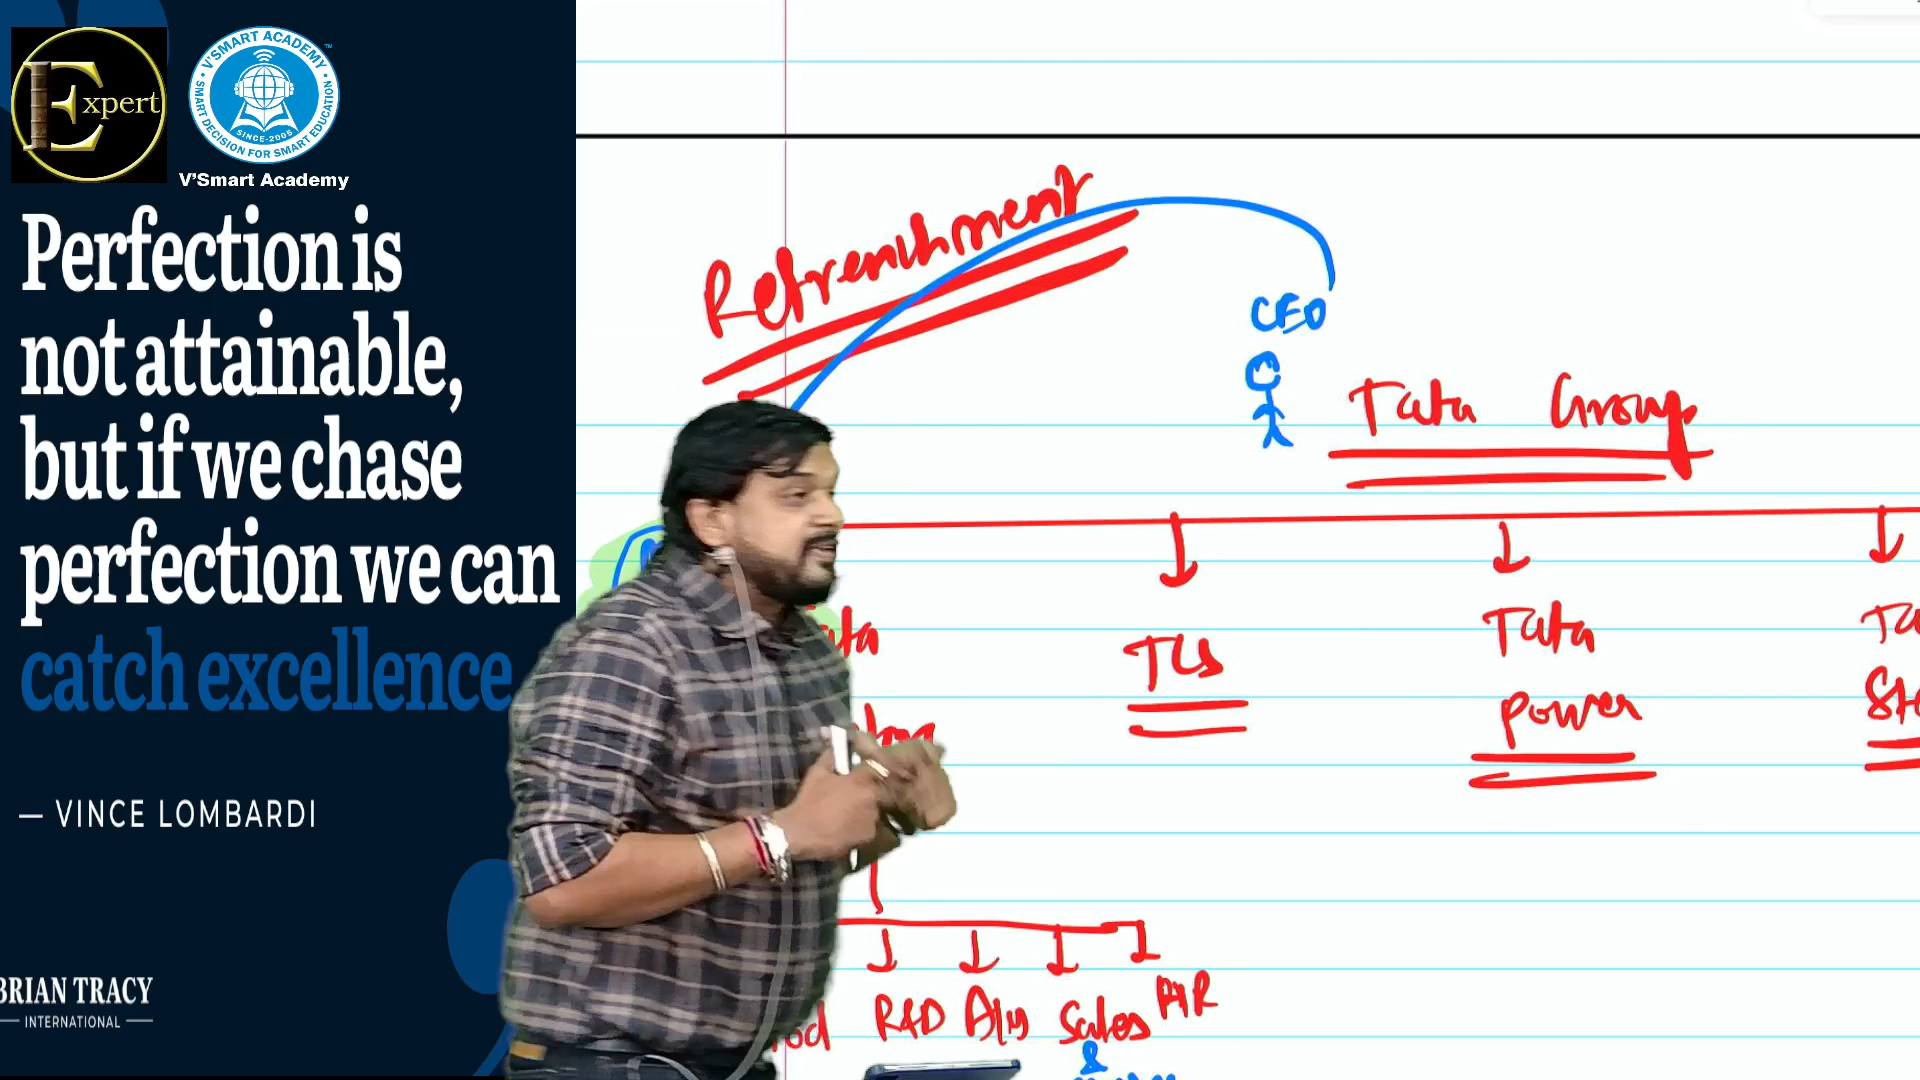 Expert
V'SMART ACADEMY
SMART DECISION FOR SMART EDUCATION
SINCE-2005
V'Smart Academy
Perfection is
not attainable,
but if we chase
perfection we can
catch excellence
— VINCE LOMBARDI
BRIAN TRACY
INTERNATIONAL
Retrenchment
CEO
Tata Group
TCS
Tata
power
R&D A/cs Sales HR
&